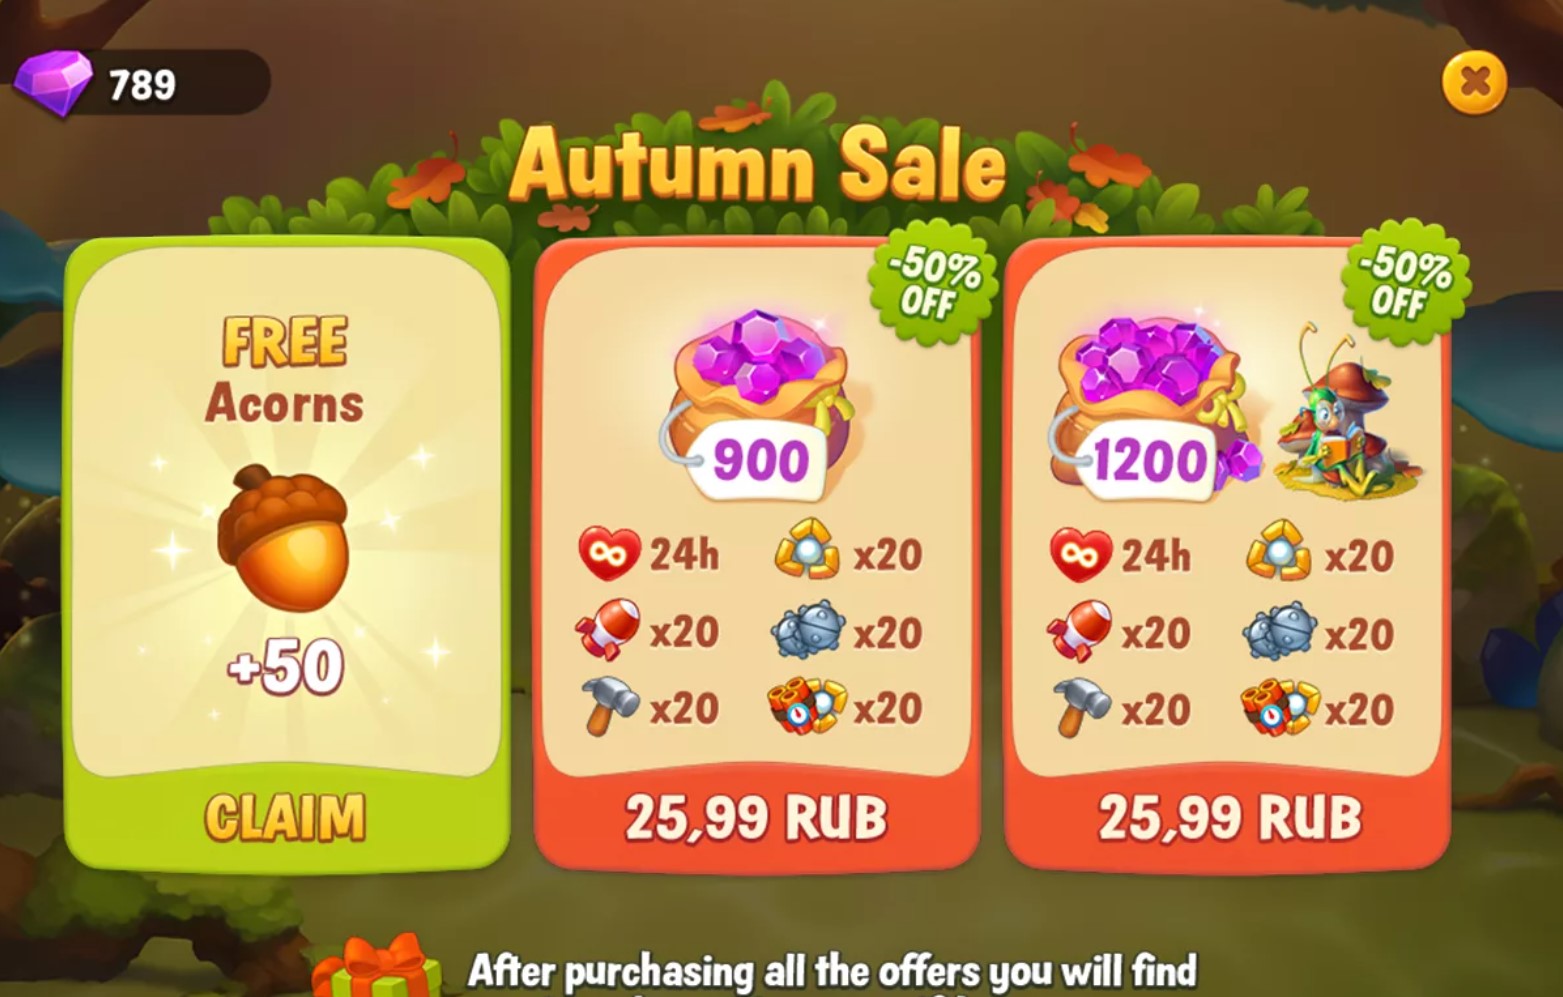 789
Autumn Sale
FREE
Acorns
+50
CLAIM
-50%
OFF
900
24h x20
x20 x20
x20 x20
25,99 RUB
-50%
OFF
1200
24h x20
x20 x20
x20 x20
25,99 RUB
After purchasing all the offers you will find